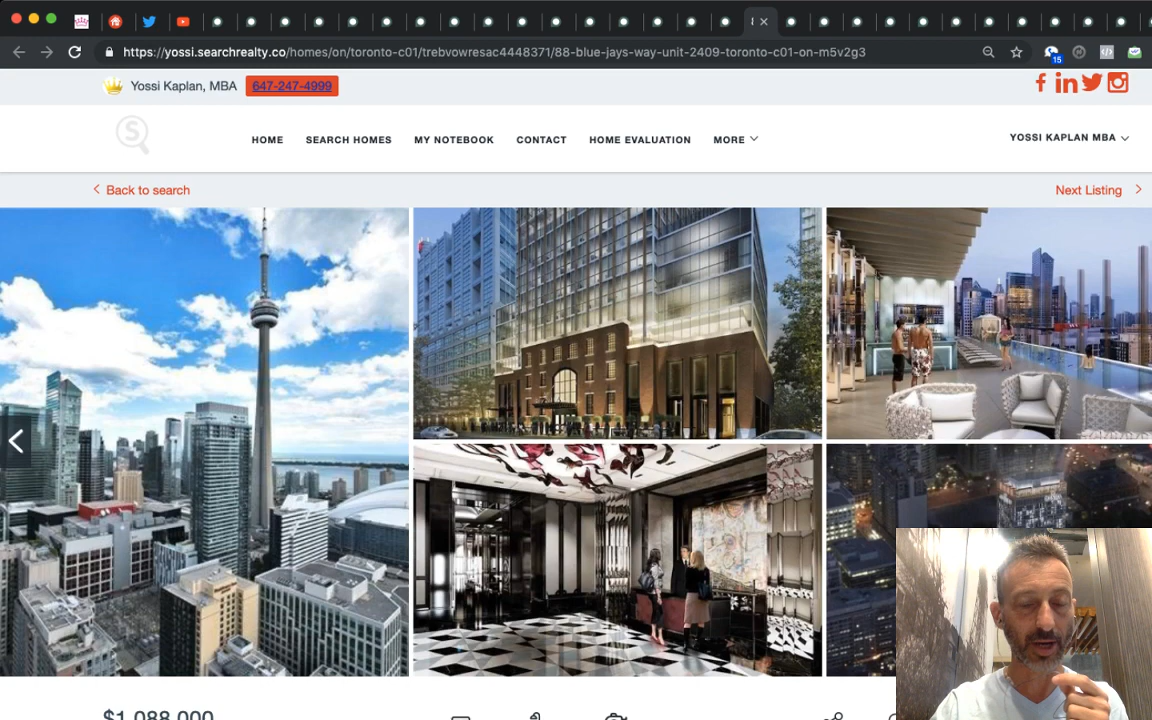 https://yossi.searchrealty.co/homes/on/toronto-c01/trebvowresac4448371/88-blue-jays-way-unit-2409-toronto-c01-on-m5v2g3
15
Yossi Kaplan, MBA 647-247-4999
HOME SEARCH HOMES MY NOTEBOOK CONTACT HOME EVALUATION MORE YOSSI KAPLAN MBA
Back to search Next Listing
$1,088,000